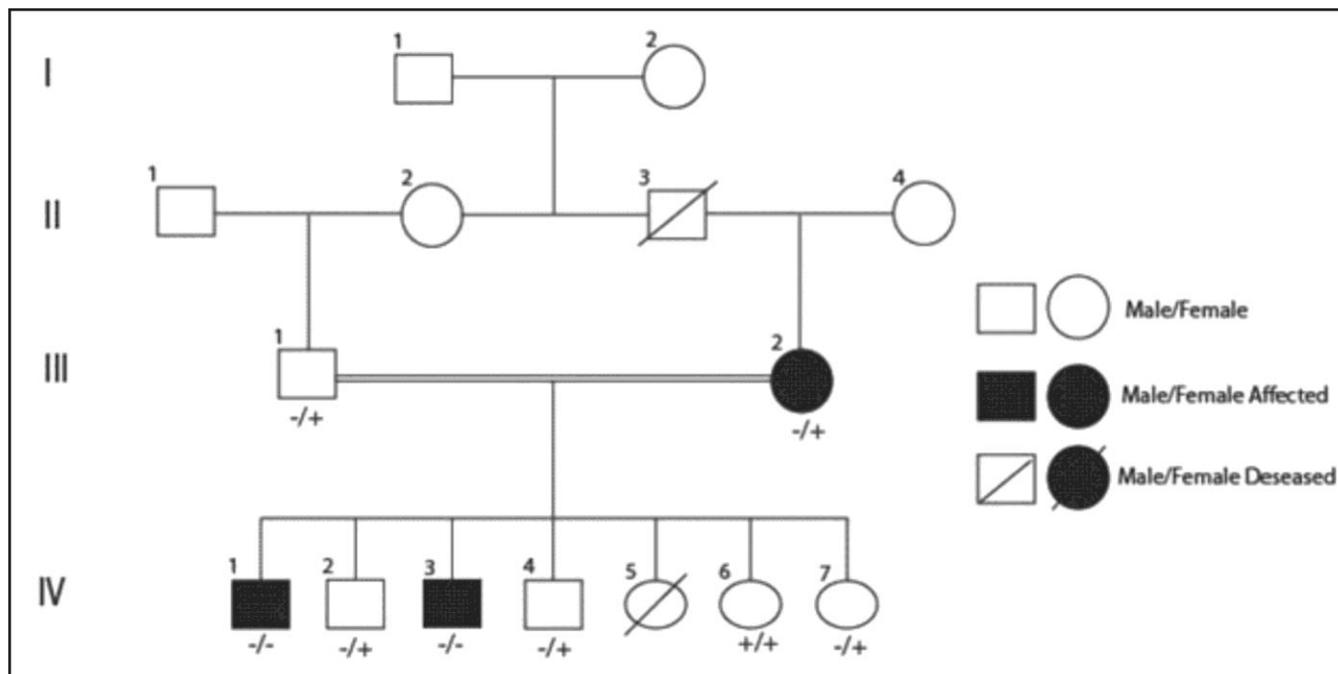 I
1 2
II
1 2 3 4
III
1 2
-/+ -/+
IV
1 2 3 4 5 6 7
-/- -/+ -/- -/+ +/+ -/+
Male/Female
Male/Female Affected
Male/Female Deseased